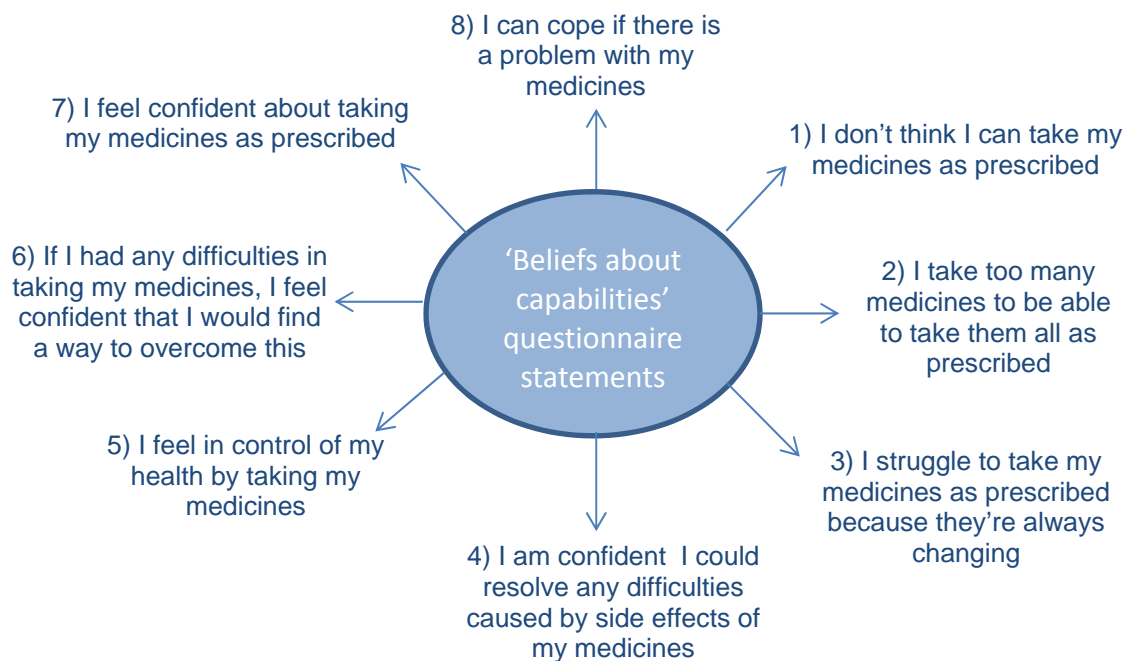 8) I can cope if there is
a problem with my
medicines
7) I feel confident about taking
my medicines as prescribed
1) I don’t think I can take my
medicines as prescribed
6) If I had any difficulties in
taking my medicines, I feel
confident that I would find
a way to overcome this
‘Beliefs about
capabilities’
questionnaire
statements
2) I take too many
medicines to be able
to take them all as
prescribed
5) I feel in control of my
health by taking my
medicines
3) I struggle to take my
medicines as prescribed
because they’re always
changing
4) I am confident  I could
resolve any difficulties
caused by side effects of
my medicines